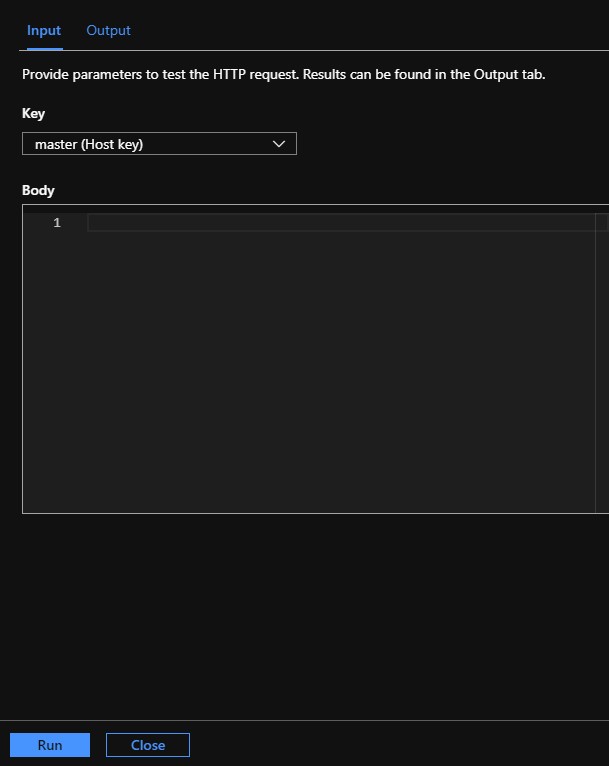 Input Output
Provide parameters to test the HTTP request. Results can be found in the Output tab.
Key
master (Host key)
Body
1
Run Close